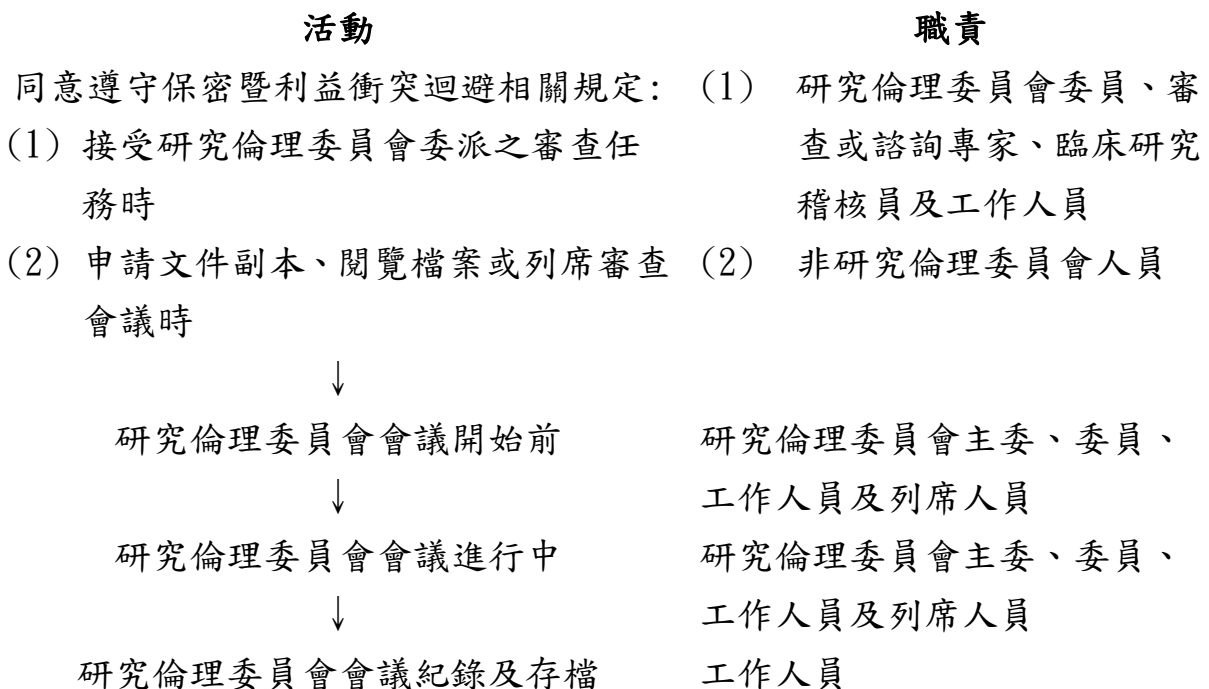 活動 職責
同意遵守保密暨利益衝突迴避相關規定: (1) 研究倫理委員會委員、審
(1) 接受研究倫理委員會委派之審查任 查或諮詢專家、臨床研究
務時 稽核員及工作人員
(2) 申請文件副本、閱覽檔案或列席審查 (2) 非研究倫理委員會人員
會議時
↓
研究倫理委員會會議開始前 研究倫理委員會主委、委員、
↓ 工作人員及列席人員
研究倫理委員會會議進行中 研究倫理委員會主委、委員、
↓ 工作人員及列席人員
研究倫理委員會會議紀錄及存檔 工作人員